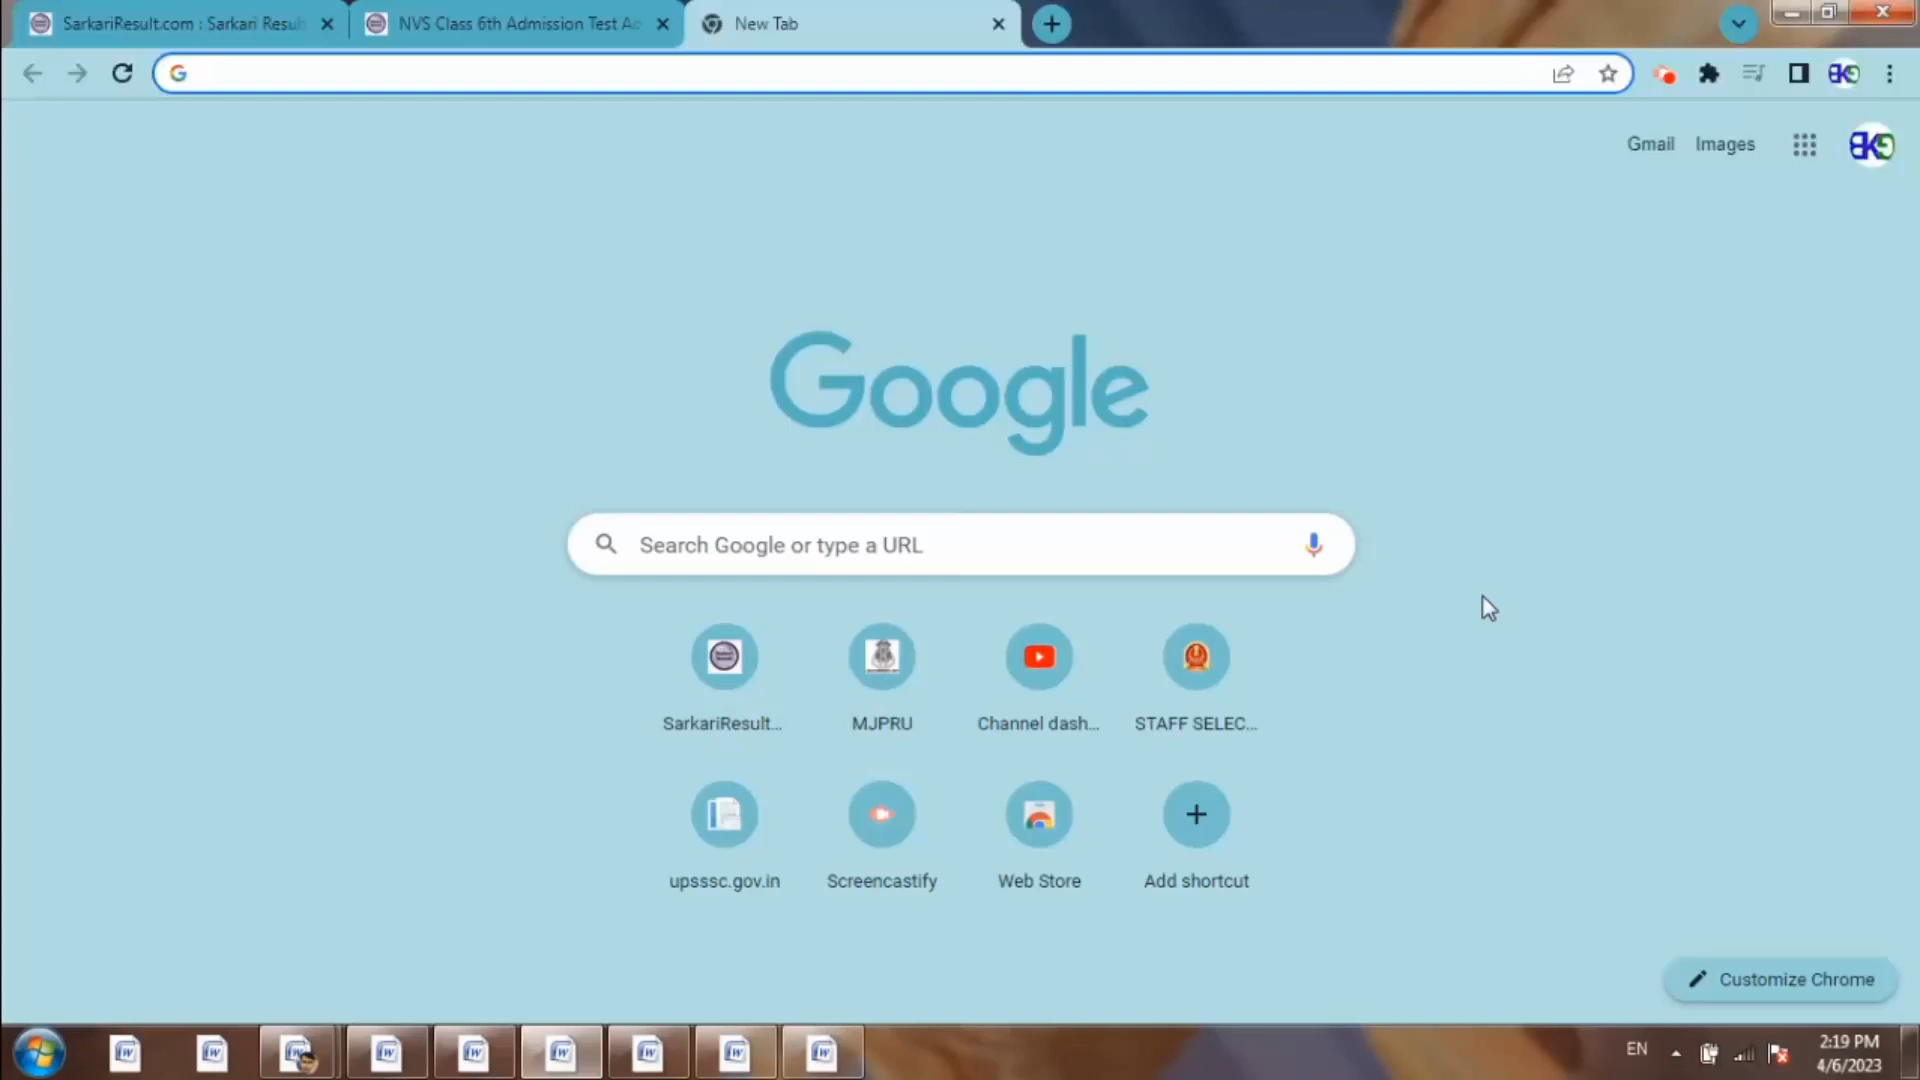 SarkariResult.com : Sarkari Resul
NVS Class 6th Admission Test Ad
New Tab
Gmail
Images
Google
Search Google or type a URL
SarkariResult...
MJPRU
Channel dash...
STAFF SELEC...
upsssc.gov.in
Screencastify
Web Store
Add shortcut
Customize Chrome
EN
2:19 PM
4/6/2023